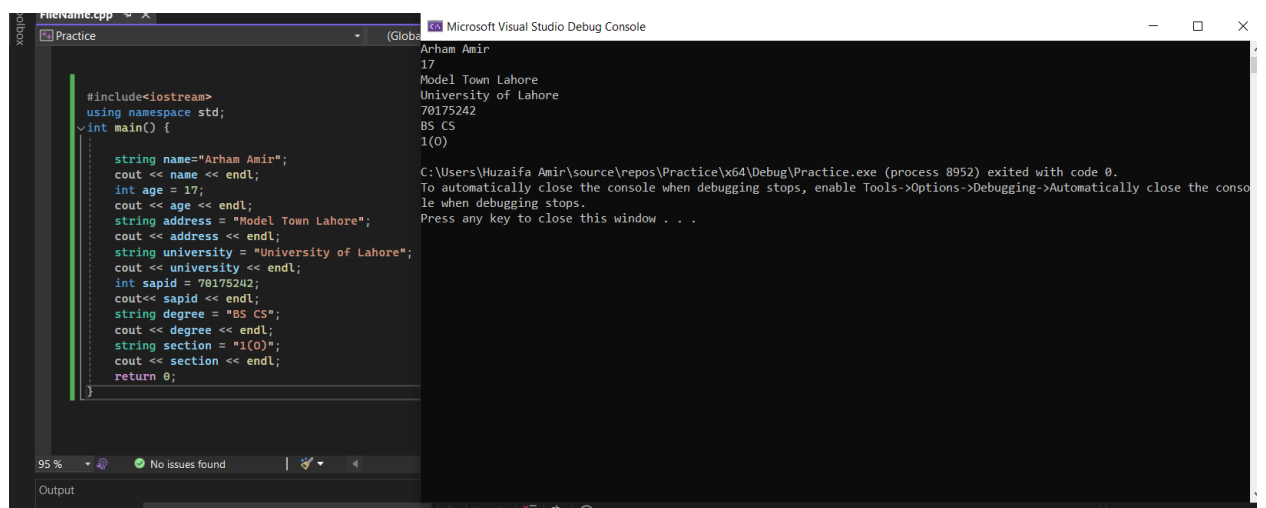 FileName.cpp
Practice
(Globa
#include<iostream>
using namespace std;
int main() {
string name="Arham Amir";
cout << name << endl;
int age = 17;
cout << age << endl;
string address = "Model Town Lahore";
cout << address << endl;
string university = "University of Lahore";
cout << university << endl;
int sapid = 70175242;
cout<< sapid << endl;
string degree = "BS CS";
cout << degree << endl;
string section = "1(O)";
cout << section << endl;
return 0;
}
95 %
No issues found
Output
Microsoft Visual Studio Debug Console
Arham Amir
17
Model Town Lahore
University of Lahore
70175242
BS CS
1(O)
C:\Users\Huzaifa Amir\source\repos\Practice\x64\Debug\Practice.exe (process 8952) exited with code 0.
To automatically close the console when debugging stops, enable Tools->Options->Debugging->Automatically close the conso
le when debugging stops.
Press any key to close this window . . .